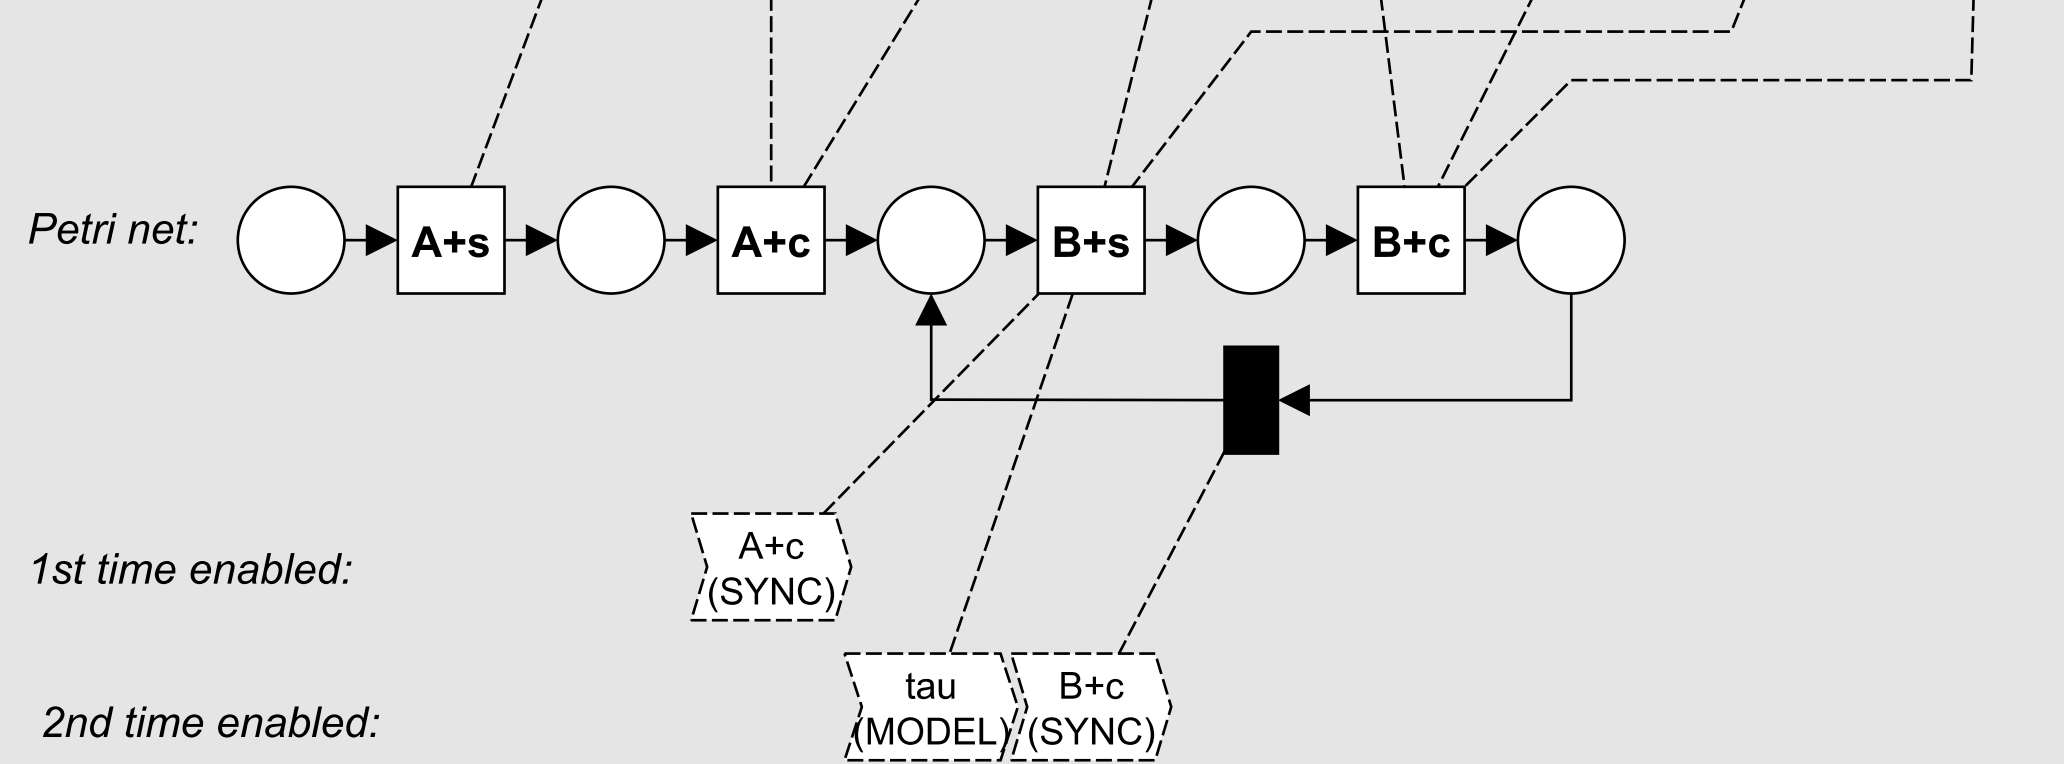 Petri net:
A+s
A+c
B+s
B+c
1st time enabled:
A+c
(SYNC)
2nd time enabled:
tau
(MODEL)
B+c
(SYNC)